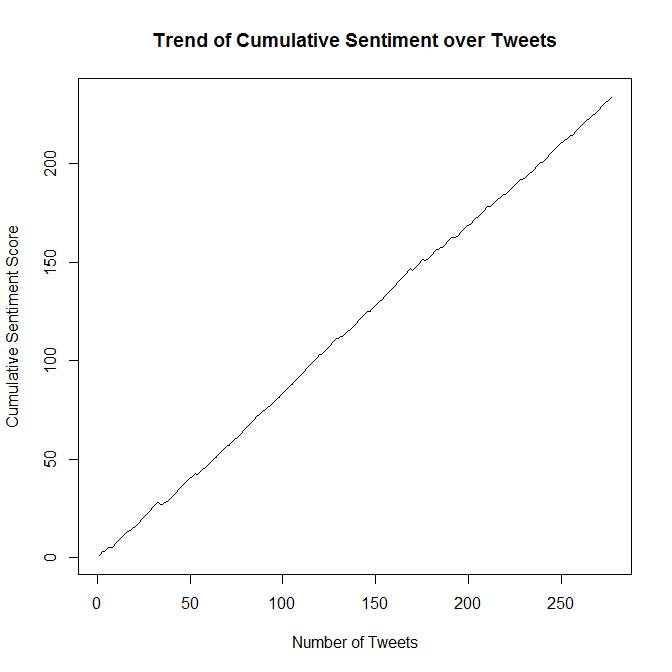 Trend of Cumulative Sentiment over Tweets
Cumulative Sentiment Score
200
150
100
50
0
0 50 100 150 200 250
Number of Tweets